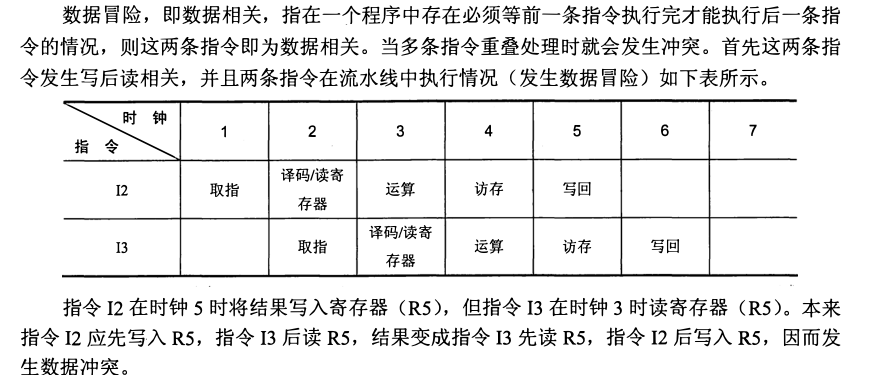 数据冒险，即数据相关，指在一个程序中存在必须等前一条指令执行完才能执行后一条指
令的情况，则这两条指令即为数据相关。当多条指令重叠处理时就会发生冲突。首先这两条指
令发生写后读相关，并且两条指令在流水线中执行情况（发生数据冒险）如下表所示。
时 钟
指 令
1 2 3 4 5 6 7
I2 取指 译码/读寄存器 运算 访存 写回
I3 取指 译码/读寄存器 运算 访存 写回
指令 I2 在时钟 5 时将结果写入寄存器（R5），但指令 I3 在时钟 3 时读寄存器（R5）。本来
指令 I2 应先写入 R5，指令 I3 后读 R5，结果变成指令 I3 先读 R5，指令 I2 后写入 R5，因而发
生数据冲突。